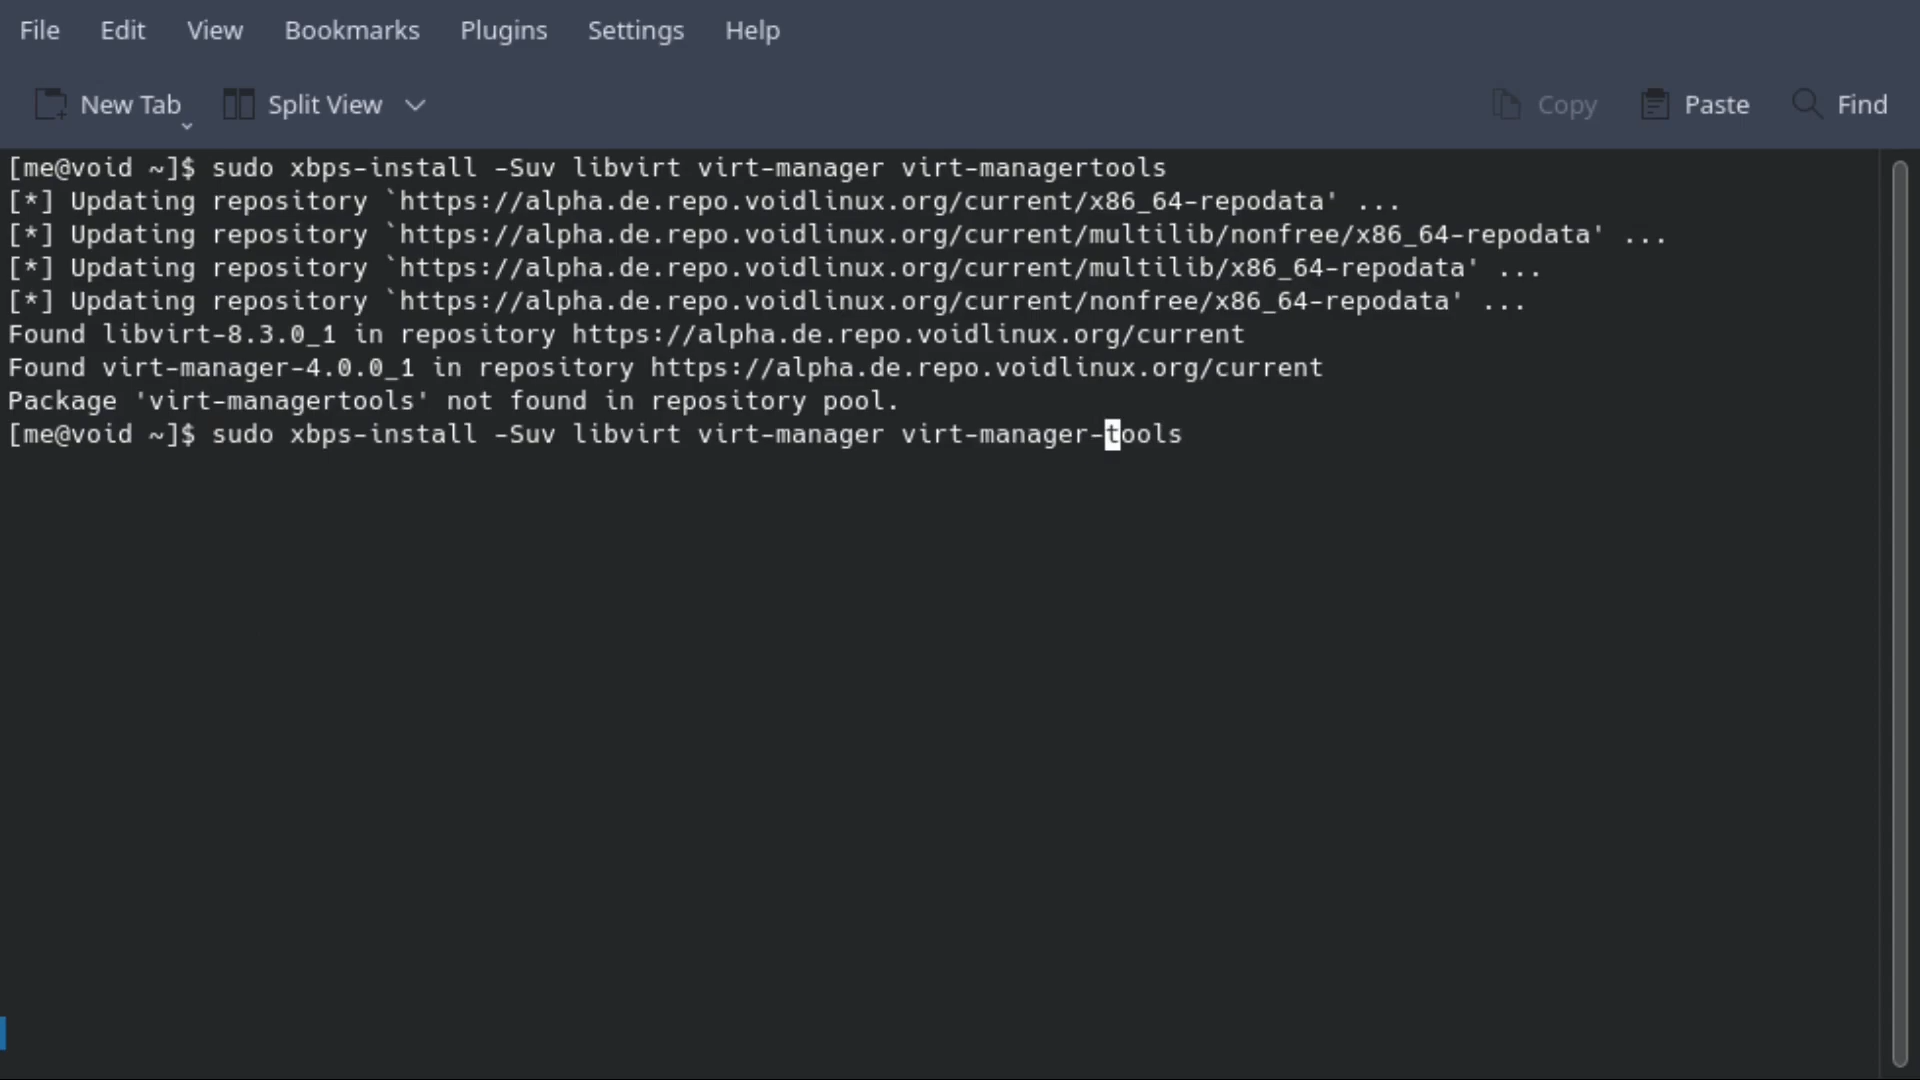 File Edit View Bookmarks Plugins Settings Help
New Tab Split View Copy Paste Find
[me@void ~]$ sudo xbps-install -Suv libvirt virt-manager virt-managertools
[*] Updating repository `https://alpha.de.repo.voidlinux.org/current/x86_64-repodata' ...
[*] Updating repository `https://alpha.de.repo.voidlinux.org/current/multilib/nonfree/x86_64-repodata' ...
[*] Updating repository `https://alpha.de.repo.voidlinux.org/current/multilib/x86_64-repodata' ...
[*] Updating repository `https://alpha.de.repo.voidlinux.org/current/nonfree/x86_64-repodata' ...
Found libvirt-8.3.0_1 in repository https://alpha.de.repo.voidlinux.org/current
Found virt-manager-4.0.0_1 in repository https://alpha.de.repo.voidlinux.org/current
Package 'virt-managertools' not found in repository pool.
[me@void ~]$ sudo xbps-install -Suv libvirt virt-manager virt-manager-tools